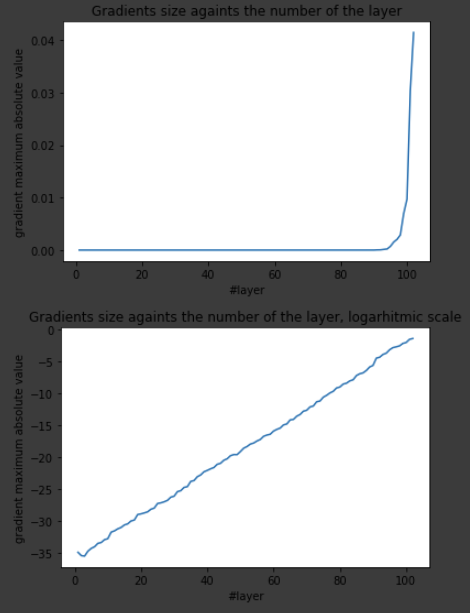 Gradients size againts the number of the layer
gradient maximum absolute value
0.04
0.03
0.02
0.01
0.00
0 20 40 60 80 100
#layer
Gradients size againts the number of the layer, logarhitmic scale
gradient maximum absolute value
0
−5
−10
−15
−20
−25
−30
−35
0 20 40 60 80 100
#layer